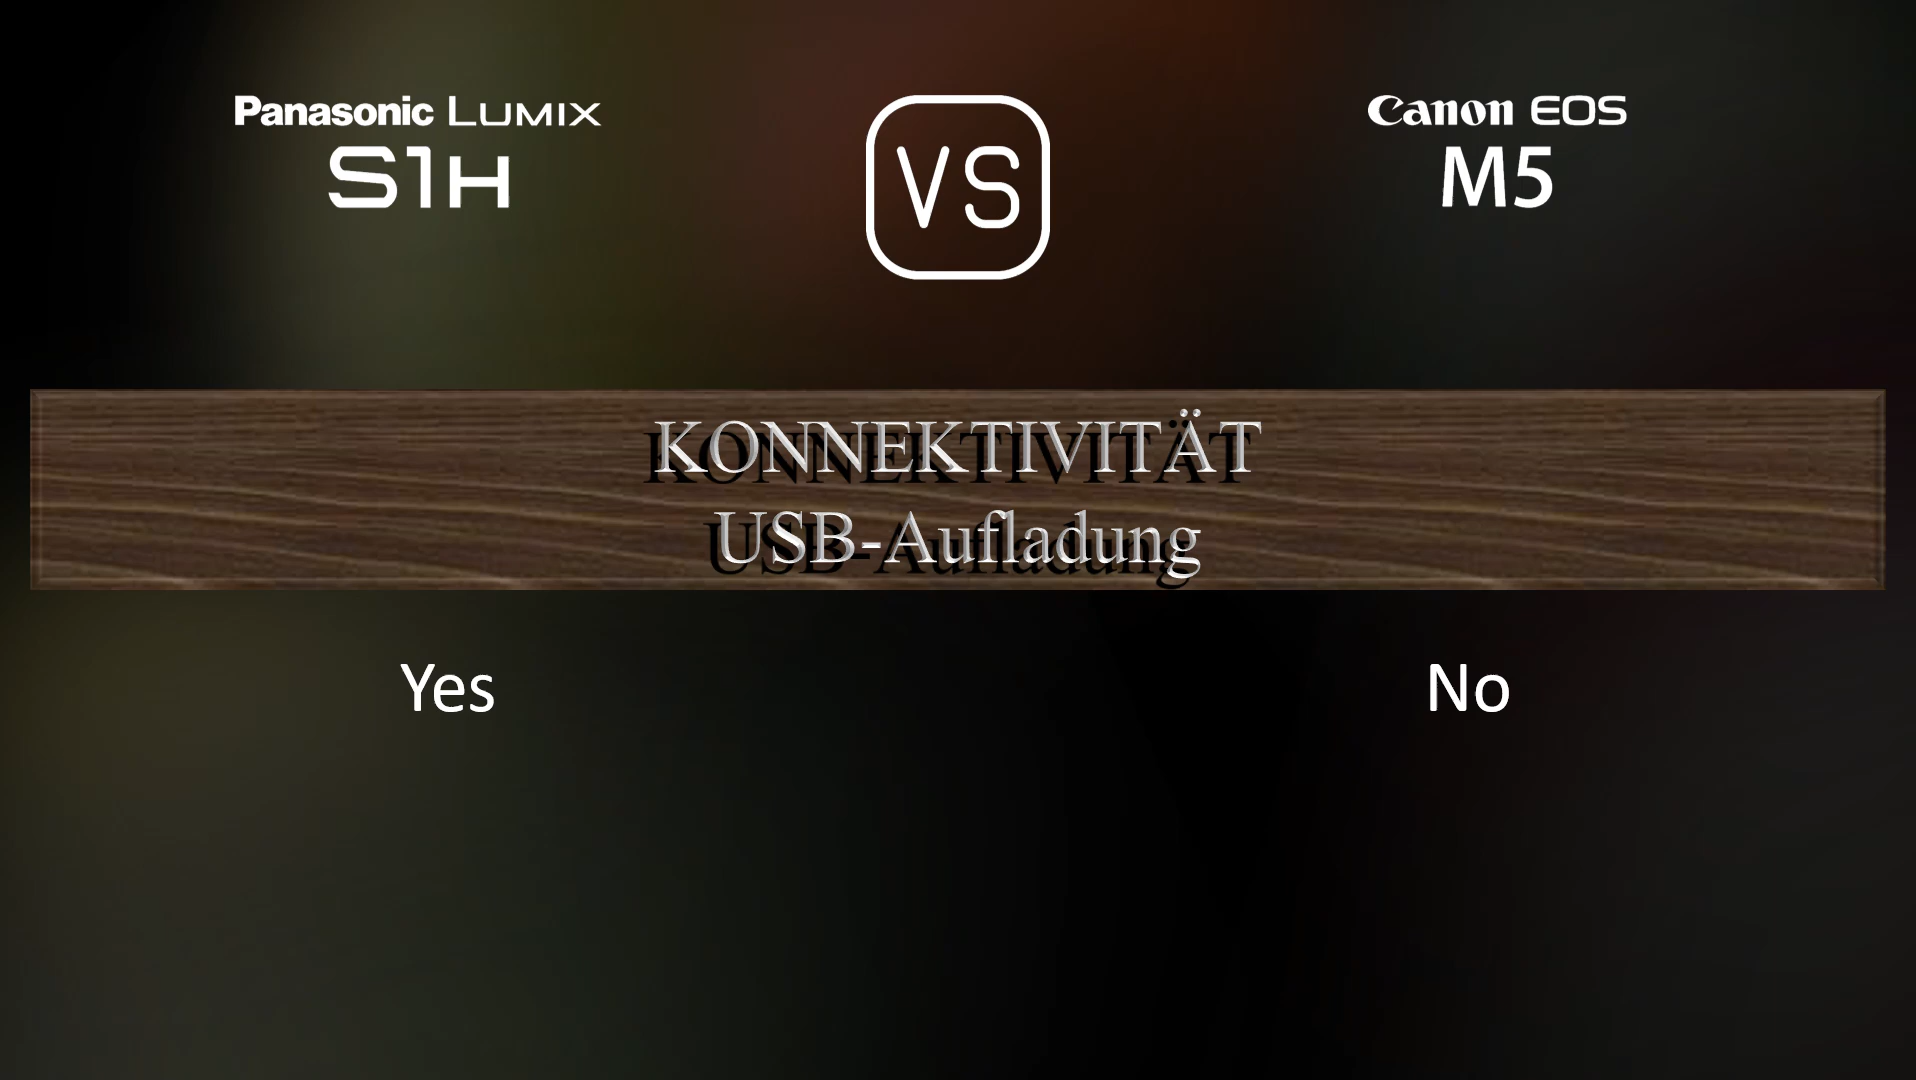 Panasonic LUMIX
S1H
VS
Canon EOS
M5
KONNEKTIVITÄT
USB-Aufladung
Yes
No